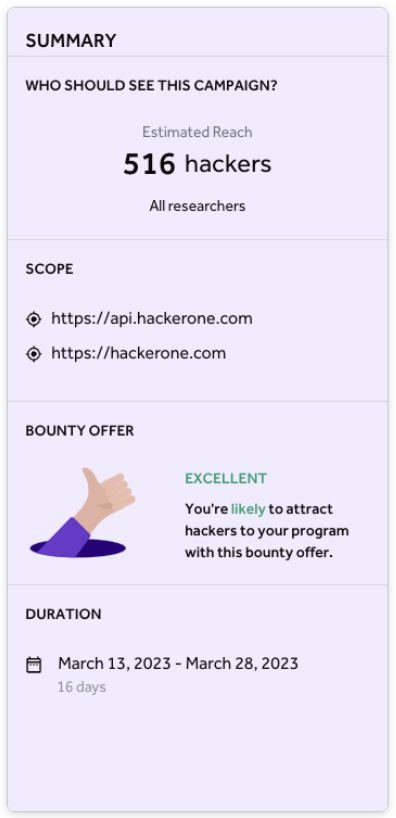 SUMMARY
WHO SHOULD SEE THIS CAMPAIGN?
Estimated Reach
516 hackers
All researchers
SCOPE
https://api.hackerone.com
https://hackerone.com
BOUNTY OFFER
EXCELLENT
You're likely to attract
hackers to your program
with this bounty offer.
DURATION
March 13, 2023 - March 28, 2023
16 days